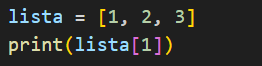 lista = [1, 2, 3]
print(lista[1])